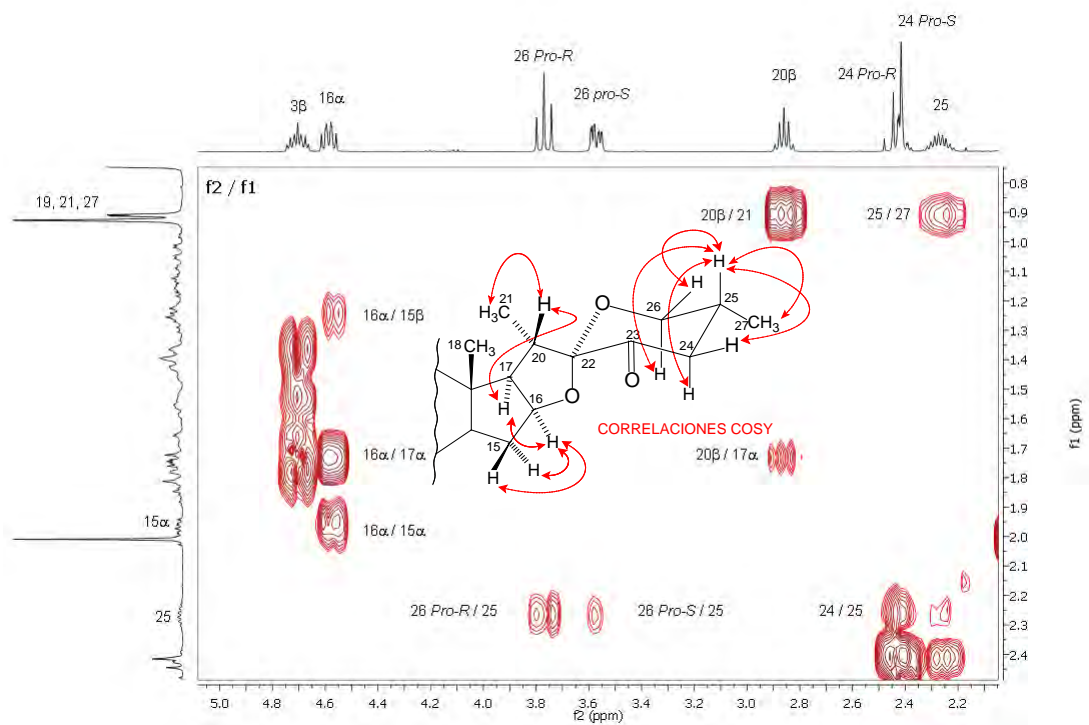 24 Pro-S
26 Pro-R
20β
24 Pro-R
26 pro-S
3β
16α
25
f2 / f1
19, 21, 27
20β / 21
25 / 27
16α / 15β
16α / 17α
16α / 15α
20β / 17α
26 Pro-R / 25
26 Pro-S / 25
24 / 25
15α
25
H
H
26
25
21
H3C
H
O
27
CH3
23
24
H
18
CH3
20
22
H
17
O
O
H
16
H
H
15
H
H
CORRELACIONES COSY
0.8
0.9
1.0
1.1
1.2
1.3
1.4
1.5
1.6
1.7
1.8
1.9
2.0
2.1
2.2
2.3
2.4
f1 (ppm)
5.0 4.8 4.6 4.4 4.2 4.0 3.8 3.6 3.4 3.2 3.0 2.8 2.6 2.4 2.2
f2 (ppm)